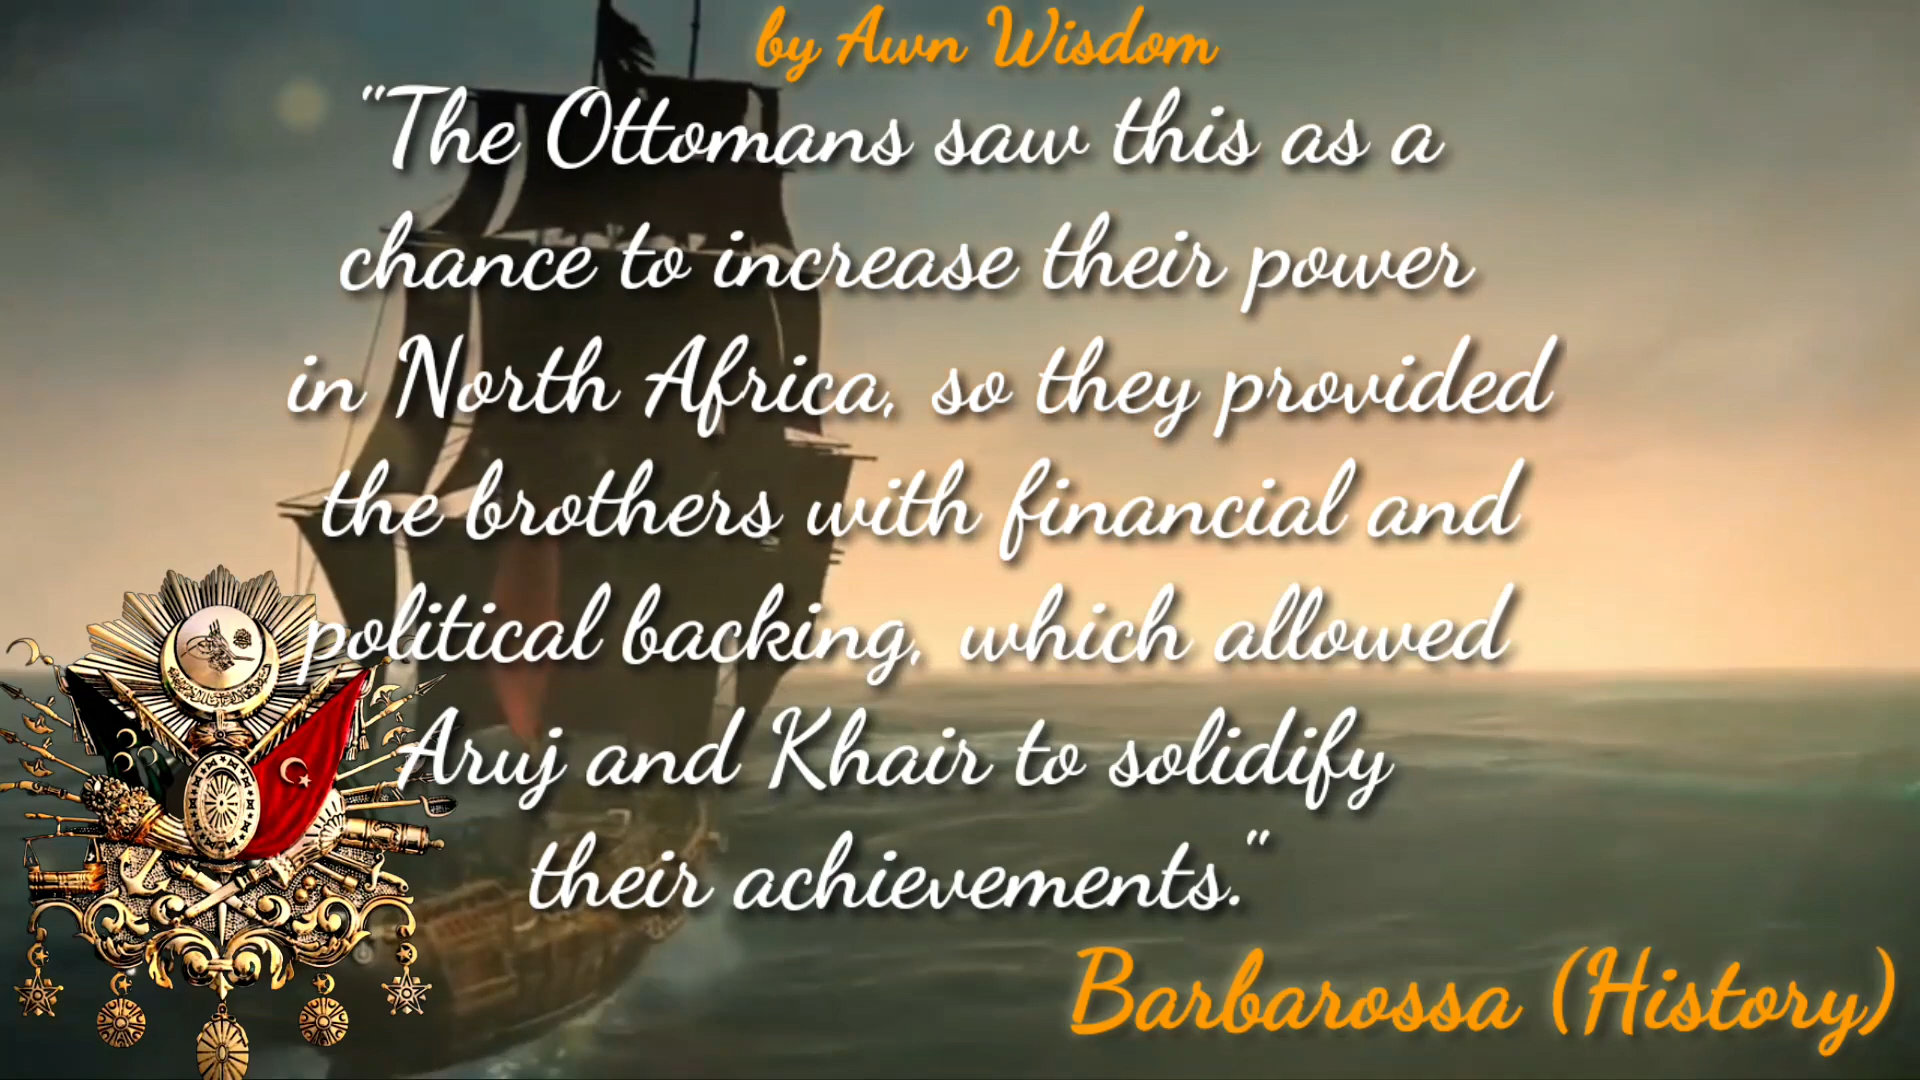 by Awn Wisdom
"The Ottomans saw this as a
chance to increase their power
in North Africa, so they provided
the brothers with financial and
political backing, which allowed
Aruj and Khair to solidify
their achievements."
Barbarossa (History)